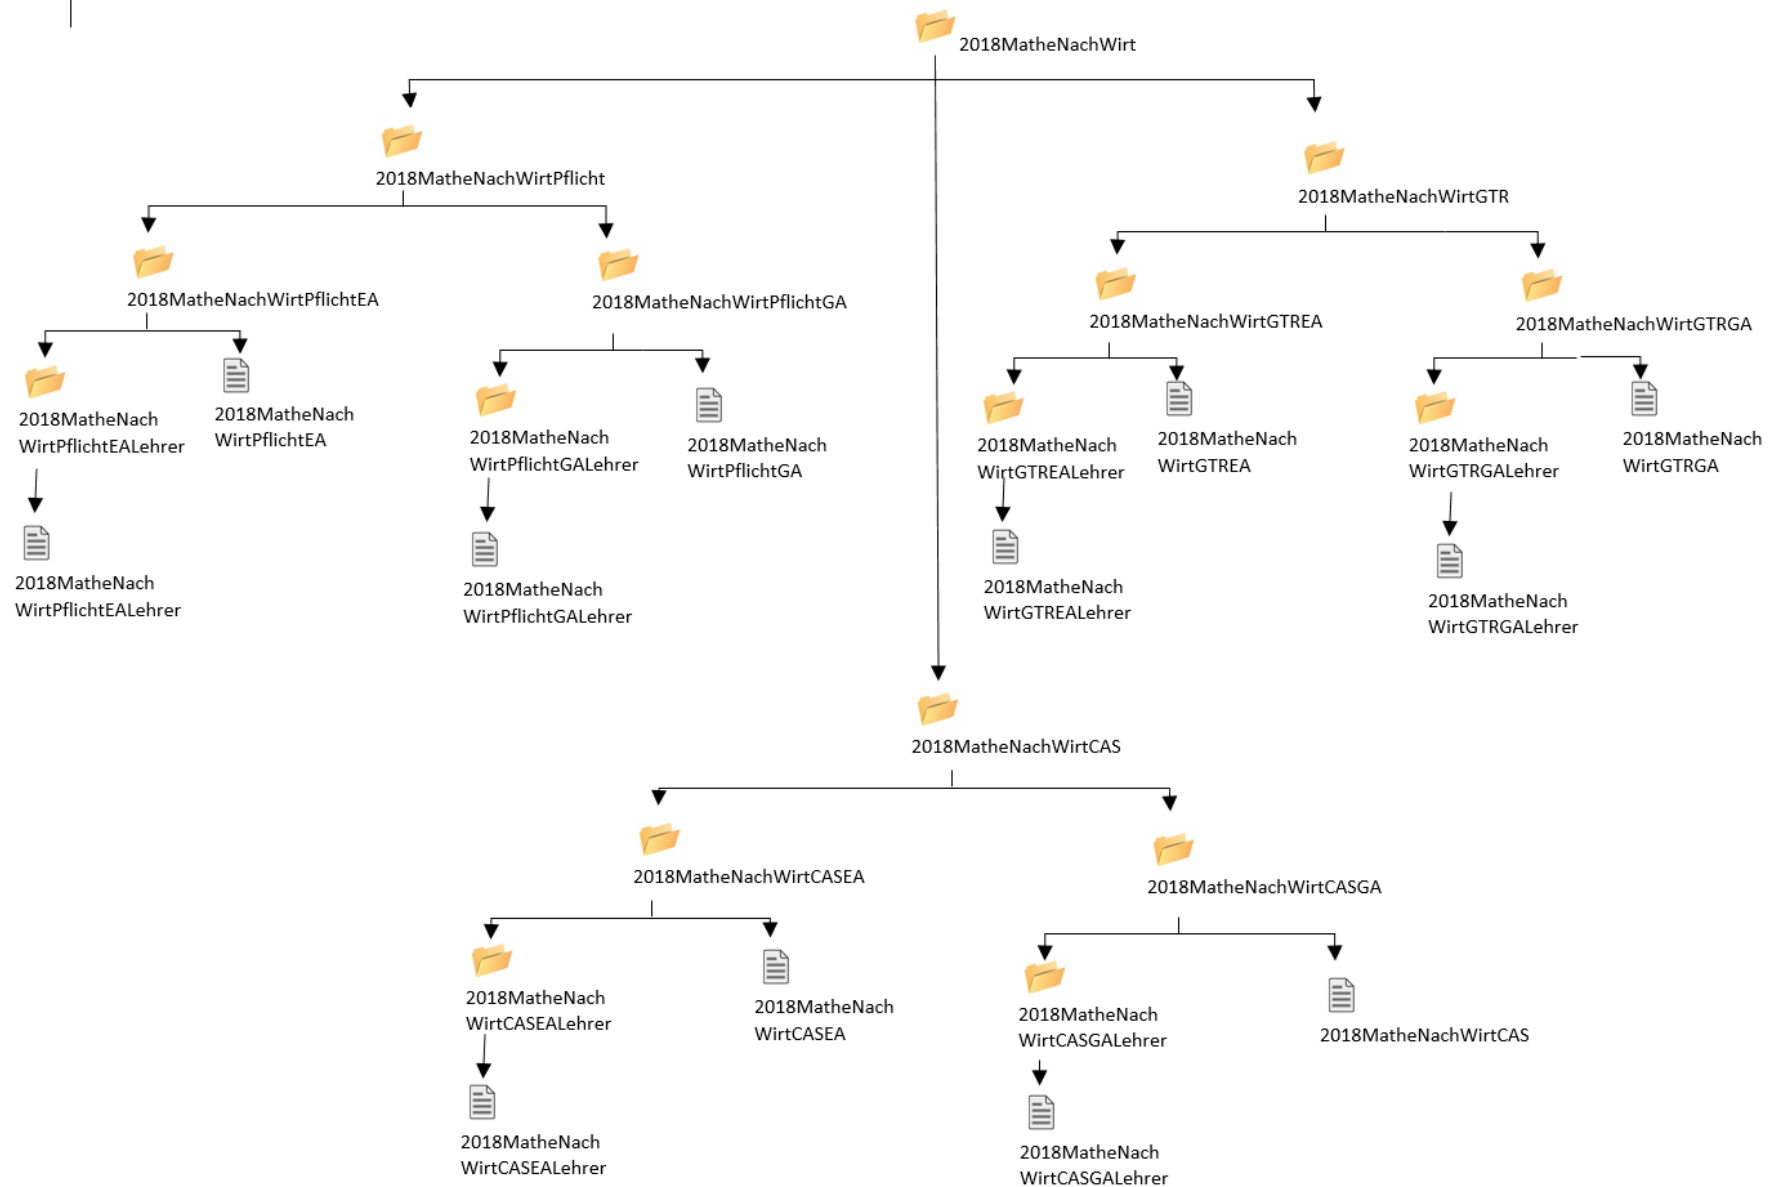 2018MatheNachWirt
2018MatheNachWirtPflicht
2018MatheNachWirtGTR
2018MatheNachWirtPflichtEA
2018MatheNachWirtPflichtGA
2018MatheNachWirtGTREA
2018MatheNachWirtGTRGA
2018MatheNach
WirtPflichtEALehrer
2018MatheNach
WirtPflichtEA
2018MatheNach
WirtPflichtGALehrer
2018MatheNach
WirtPflichtGA
2018MatheNach
WirtGTREALehrer
2018MatheNach
WirtGTREA
2018MatheNach
WirtGTRGALehrer
2018MatheNach
WirtGTRGA
2018MatheNach
WirtPflichtEALehrer
2018MatheNach
WirtPflichtGALehrer
2018MatheNach
WirtGTREALehrer
2018MatheNach
WirtGTRGALehrer
2018MatheNachWirtCAS
2018MatheNachWirtCASEA
2018MatheNachWirtCASGA
2018MatheNach
WirtCASEALehrer
2018MatheNach
WirtCASEA
2018MatheNach
WirtCASGALehrer
2018MatheNachWirtCAS
2018MatheNach
WirtCASEALehrer
2018MatheNach
WirtCASGALehrer